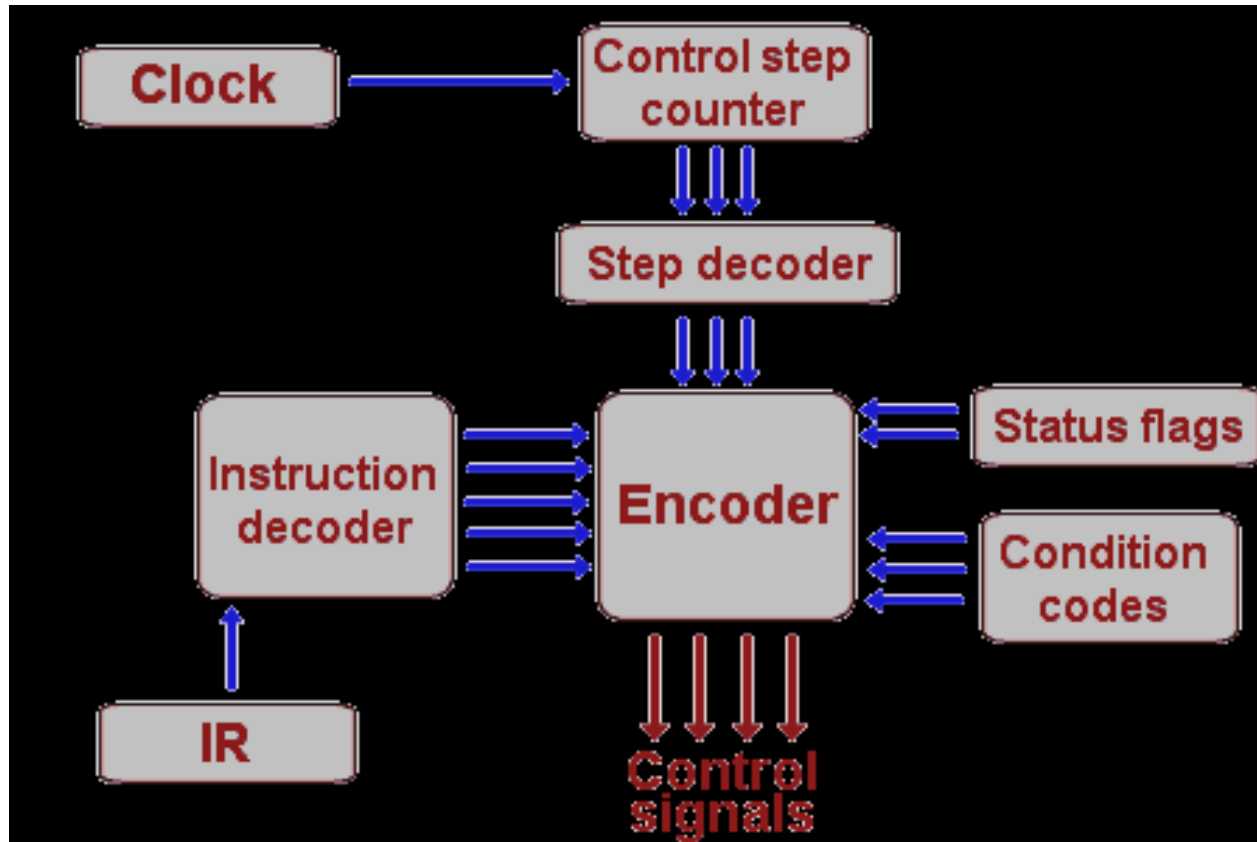 Clock
Control step
counter
Step decoder
Instruction
decoder
Encoder
Status flags
Condition
codes
IR
Control
signals